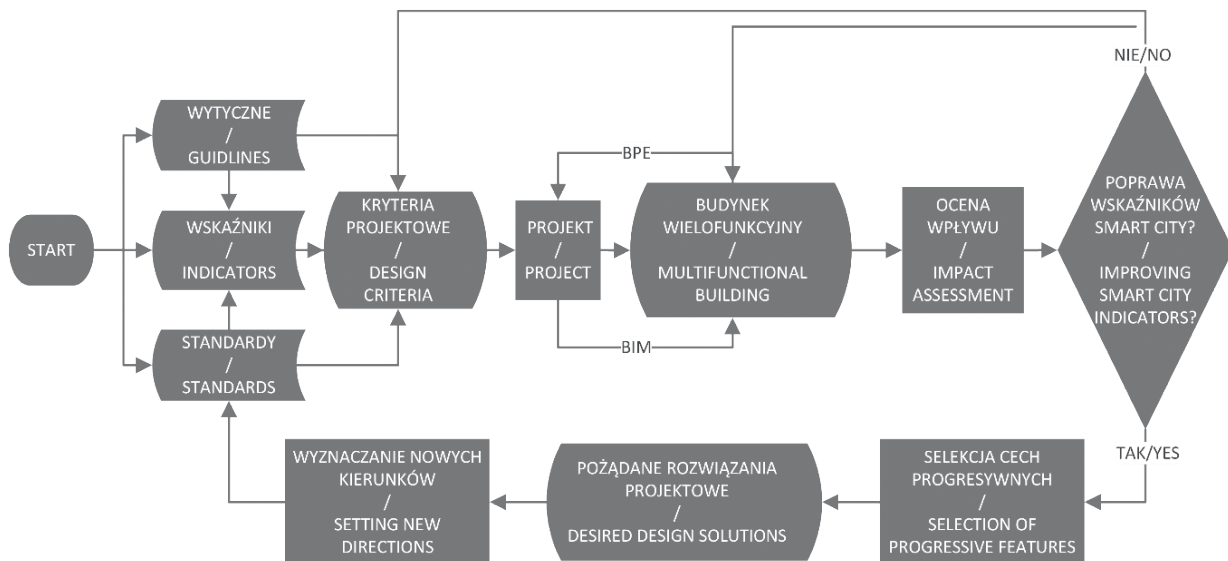 NIE/NO
WYTYCZNE
/
GUIDLINES
BPE
START
WSKAŹNIKI
/
INDICATORS
KRYTERIA
PROJEKTOWE
/
DESIGN
CRITERIA
PROJEKT
/
PROJECT
BUDYNEK
WIELOFUNKCYJNY
/
MULTIFUNCTIONAL
BUILDING
OCENA
WPŁYWU
/
IMPACT
ASSESSMENT
POPRAWA
WSKAŹNIKÓW
SMART CITY?
/
IMPROVING
SMART CITY
INDICATORS?
STANDARDY
/
STANDARDS
BIM
TAK/YES
SELEKCJA CECH
PROGRESYWNYCH
/
SELECTION OF
PROGRESSIVE FEATURES
POŻĄDANE ROZWIĄZANIA
PROJEKTOWE
/
DESIRED DESIGN SOLUTIONS
WYZNACZANIE NOWYCH
KIERUNKÓW
/
SETTING NEW
DIRECTIONS